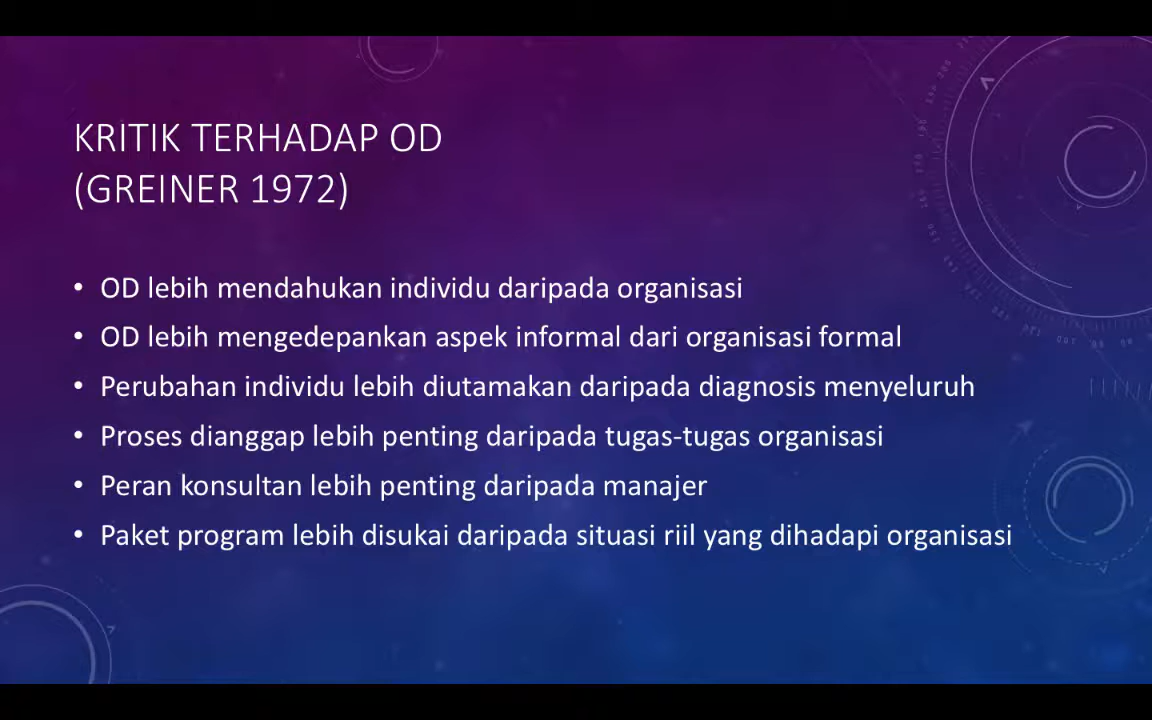 KRITIK TERHADAP OD
(GREINER 1972)
• OD lebih mendahukan individu daripada organisasi
• OD lebih mengedepankan aspek informal dari organisasi formal
• Perubahan individu lebih diutamakan daripada diagnosis menyeluruh
• Proses dianggap lebih penting daripada tugas-tugas organisasi
• Peran konsultan lebih penting daripada manajer
• Paket program lebih disukai daripada situasi riil yang dihadapi organisasi